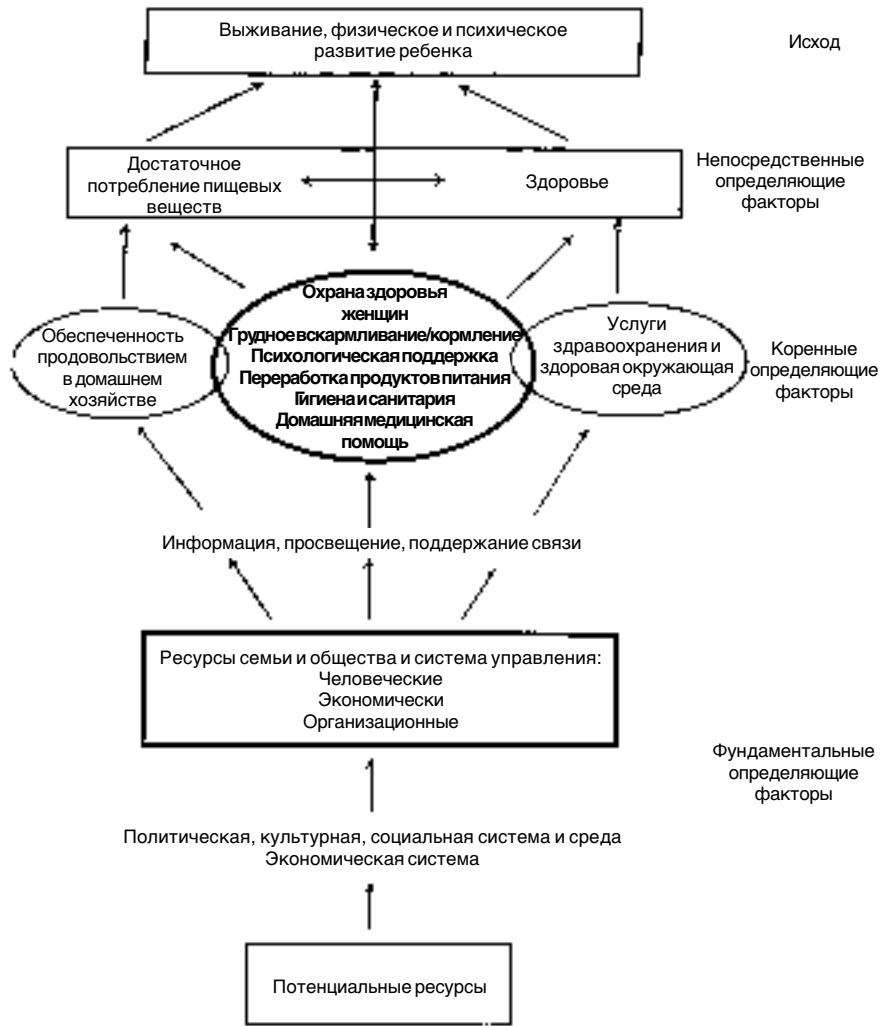 Выживание, физическое и психическое
развитие ребенка
Исход
Достаточное
потребление пищевых
веществ
Здоровье
Непосредственные
определяющие
факторы
Охрана здоровья
женщин
Грудное вскармливание/кормление
Психологическая поддержка
Переработка продуктов питания
Гигиена и санитария
Домашняя медицинская
помощь
Обеспеченность
продовольствием
в домашнем
хозяйстве
Услуги
здравоохранения и
здоровая окружающая
среда
Коренные
определяющие
факторы
Информация, просвещение, поддержание связи
Ресурсы семьи и общества и система управления:
Человеческие
Экономически
Организационные
Фундаментальные
определяющие
факторы
Политическая, культурная, социальная система и среда
Экономическая система
Потенциальные ресурсы